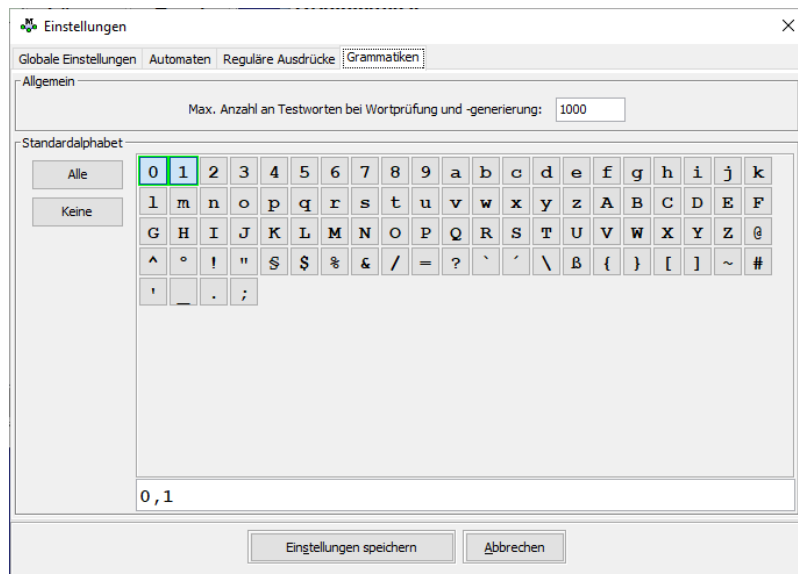 Einstellungen
Globale Einstellungen Automaten Reguläre Ausdrücke Grammatiken
Allgemein
Max. Anzahl an Testworten bei Wortprüfung und -generierung: 1000
Standardalphabet
Alle
Keine
0 1 2 3 4 5 6 7 8 9 a b c d e f g h i j k
l m n o p q r s t u v w x y z A B C D E F
G H I J K L M N O P Q R S T U V W X Y Z @
^ ° ! " § $ % & / = ? ` ´ \ ß { } [ ] ~ #
' _ . ;
0,1
Einstellungen speichern Abbrechen